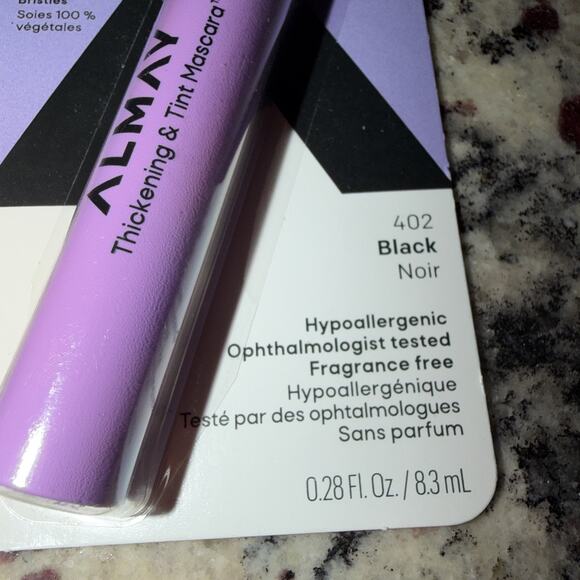 Bristles
Soies 100 %
végétales
ALMAY
Thickening & Tint Mascara™
402
Black
Noir
Hypoallergenic
Ophthalmologist tested
Fragrance free
Hypoallergénique
Testé par des ophtalmologues
Sans parfum
0.28 Fl. Oz. / 8.3 mL